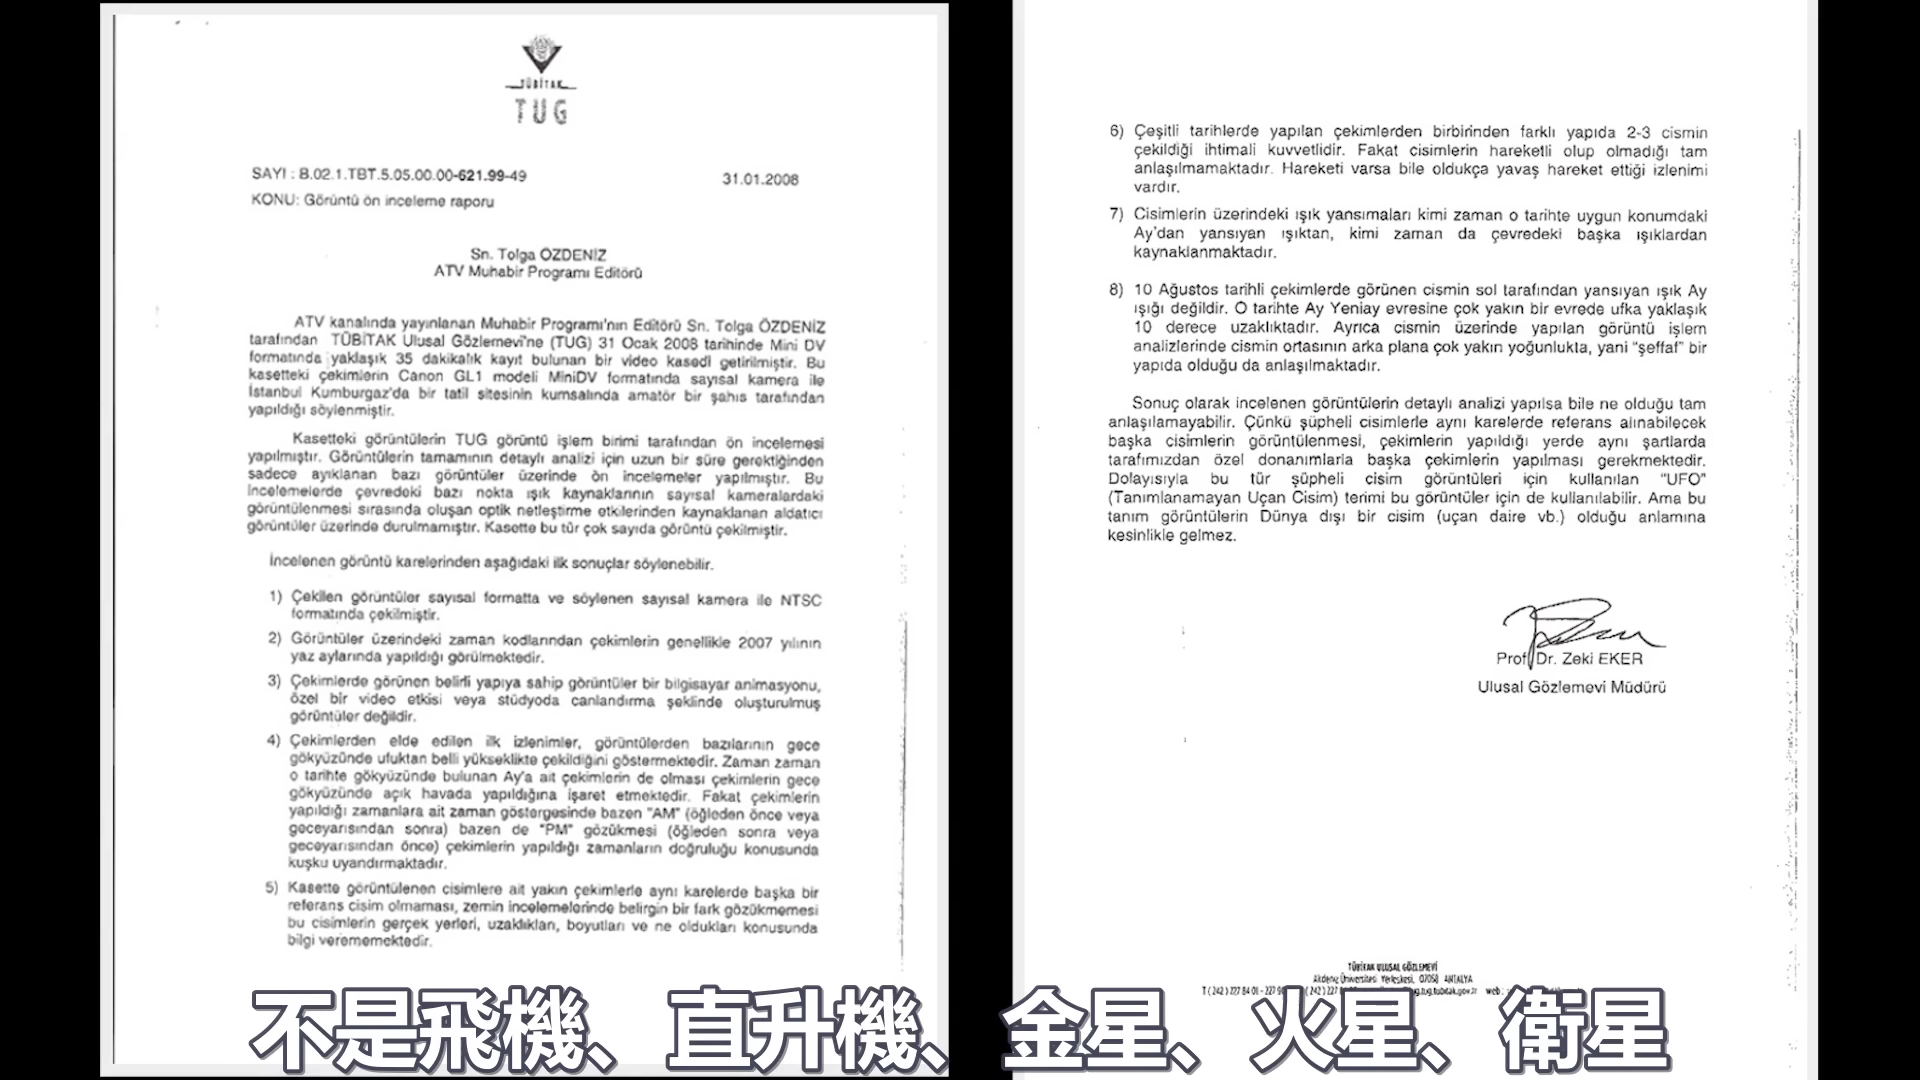 TÜBİTAK
TUG
SAYI : B.02.1.TBT.5.05.00.00-621.99-49
31.01.2008
KONU: Görüntü ön inceleme raporu
Sn. Tolga ÖZDENİZ
ATV Muhabir Programı Editörü
ATV kanalında yayınlanan Muhabir Programı'nın Editörü Sn. Tolga ÖZDENİZ
tarafından TÜBİTAK Ulusal Gözlemevi'ne (TUG) 31 Ocak 2008 tarihinde Mini DV
formatında yaklaşık 35 dakikalık kayıt bulunan bir video kasedi getirilmiştir. Bu
kasetteki çekimlerin Canon GL1 modeli MiniDV formatında sayısal kamera ile
İstanbul Kumburgaz'da bir tatil sitesinin kumsalında amatör bir şahıs tarafından
yapıldığı söylenmiştir.
Kasetteki görüntülerin TUG görüntü işlem birimi tarafından ön incelemesi
yapılmıştır. Görüntülerin tamamının detaylı analizi için uzun bir süre gerektiğinden
sadece ayıklanan bazı görüntüler üzerinde ön incelemeler yapılmıştır. Bu
incelemelerde çevredeki bazı nokta ışık kaynaklarının sayısal kameralardaki
görüntülenmesi sırasında oluşan optik netleştirme etkilerinden kaynaklanan aldatıcı
görüntüler üzerinde durulmamıştır. Kasette bu tür çok sayıda görüntü çekilmiştir.
İncelenen görüntü karelerinden aşağıdaki ilk sonuçlar söylenebilir.
1) Çekilen görüntüler sayısal formatta ve söylenen sayısal kamera ile NTSC
formatında çekilmiştir.
2) Görüntüler üzerindeki zaman kodlarından çekimlerin genellikle 2007 yılının
yaz aylarında yapıldığı görülmektedir.
3) Çekimlerde görünen belirli yapıya sahip görüntüler bir bilgisayar animasyonu,
özel bir video etkisi veya stüdyoda canlandırma şeklinde oluşturulmuş
görüntüler değildir.
4) Çekimlerden elde edilen ilk izlenimler, görüntülerden bazılarının gece
gökyüzünde ufuktan belli yükseklikte çekildiğini göstermektedir. Zaman zaman
o tarihte gökyüzünde bulunan Ay'a ait çekimlerin de olması çekimlerin gece
gökyüzünde açık havada yapıldığına işaret etmektedir. Fakat çekimlerin
yapıldığı zamanlara ait zaman göstergesinde bazen "AM" (öğleden önce veya
geceyarısından sonra) bazen de "PM" gözükmesi (öğleden sonra veya
geceyarısından önce) çekimlerin yapıldığı zamanların doğruluğu konusunda
kuşku uyandırmaktadır.
5) Kasette görüntülenen cisimlere ait yakın çekimlerle aynı karelerde başka bir
referans cisim olmaması, zemin incelemelerinde belirgin bir fark gözükmemesi
bu cisimlerin gerçek yerleri, uzaklıkları, boyutları ve ne oldukları konusunda
bilgi verememektedir.
6) Çeşitli tarihlerde yapılan çekimlerden birbirinden farklı yapıda 2-3 cismin
çekildiği ihtimali kuvvetlidir. Fakat cisimlerin hareketli olup olmadığı tam
anlaşılmamaktadır. Hareketi varsa bile oldukça yavaş hareket ettiği izlenimi
vardır.
7) Cisimlerin üzerindeki ışık yansımaları kimi zaman o tarihte uygun konumdaki
Ay'dan yansıyan ışıktan, kimi zaman da çevredeki başka ışıklardan
kaynaklanmaktadır.
8) 10 Ağustos tarihli çekimlerde görünen cismin sol tarafından yansıyan ışık Ay
ışığı değildir. O tarihte Ay Yeniay evresine çok yakın bir evrede ufka yaklaşık
10 derece uzaklıktadır. Ayrıca cismin üzerinde yapılan görüntü işlem
analizlerinde cismin ortasının arka plana çok yakın yoğunlukta, yani "şeffaf" bir
yapıda olduğu da anlaşılmaktadır.
Sonuç olarak incelenen görüntülerin detaylı analizi yapılsa bile ne olduğu tam
anlaşılamayabilir. Çünkü şüpheli cisimlerle aynı karelerde referans alınabilecek
başka cisimlerin görüntülenmesi, çekimlerin yapıldığı yerde aynı şartlarda
tarafımızdan özel donanımlarla başka çekimlerin yapılması gerekmektedir.
Dolayısıyla bu tür şüpheli cisim görüntüleri için kullanılan "UFO"
(Tanımlanamayan Uçan Cisim) terimi bu görüntüler için de kullanılabilir. Ama bu
tanım görüntülerin Dünya dışı bir cisim (uçan daire vb.) olduğu anlamına
kesinlikle gelmez.
Prof. Dr. Zeki EKER
Ulusal Gözlemevi Müdürü
TÜBİTAK ULUSAL GÖZLEMEVİ
Akdeniz Üniversitesi Yerleşkesi, 07058 ANTALYA
T ( 242 ) 227 84 01 - 227
不是飛機、直升機、金星、火星、衛星